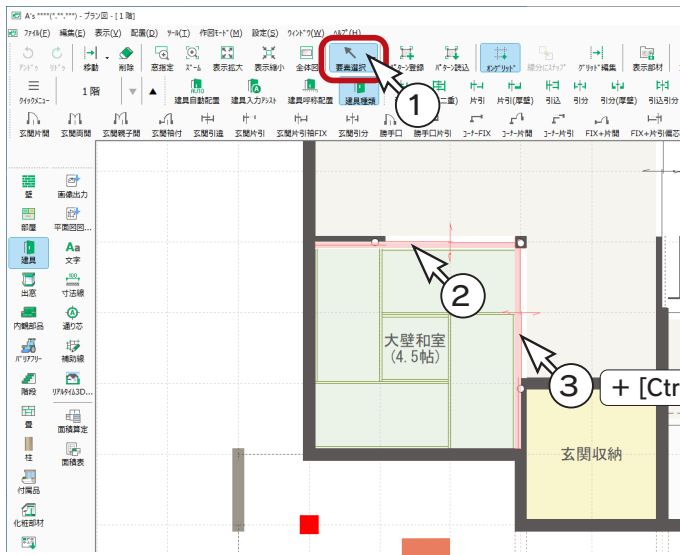 A's ****(*.**.***) - プラン図 - [1 階]
ファイル(F) 編集(E) 表示(V) 配置(O) ツール(T) 作図モード(M) 設定(S) ウィンドウ(W) ヘルプ(H)
アンドゥ リドゥ 移動 削除 窓指定 ズーム 表示拡大 表示縮小 全体図 要素選択 パターン登録 パターン読込 オングリッド 線分にスナップ グリッド編集 表示部材
クイックメニュー 1 階 建具自動配置 建具入力アシスト 建具呼称配置 建具種類 二重) 片引 片引(厚壁) 引込 引分 引分(厚壁) 引込引分
玄関片開 玄関両開 玄関親子開 玄関袖付 玄関引違 玄関片引 玄関片引袖FIX 玄関引分 勝手口 勝手口片引 コーナーFIX コーナー片開 コーナー片引 FIX+片開 FIX+片引偏芯
1
壁 画像出力
部屋 平面図図...
建具 文字
出窓 寸法線
内観部品 通り芯
バリアフリー 補助線
階段 リアルタイム3D...
畳 面積算定
柱 面積表
付属品
化粧部材
2
大壁和室
(4.5帖)
3 + [Ctr
玄関収納